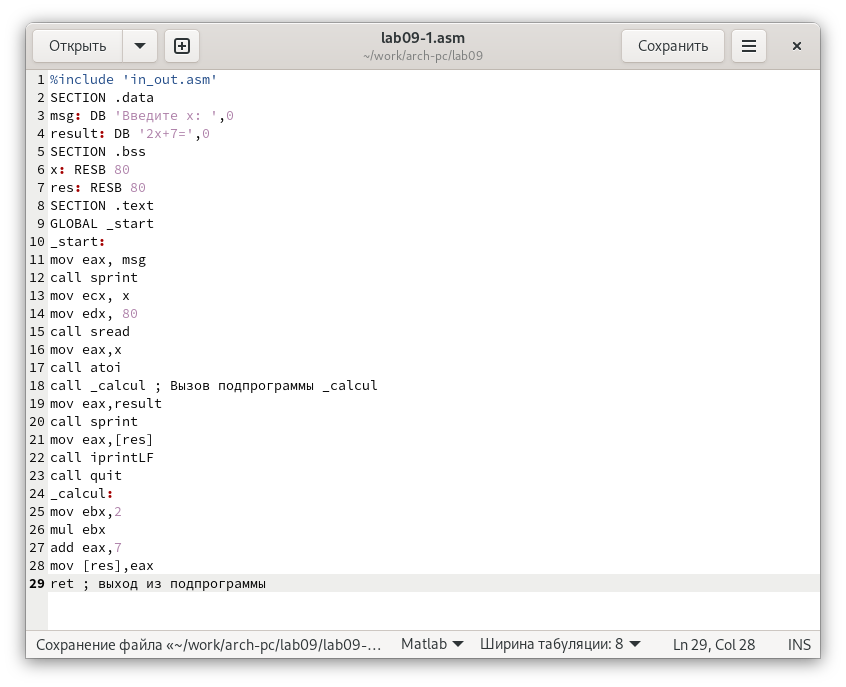 Открыть
lab09-1.asm
~/work/arch-pc/lab09
Сохранить
1 %include 'in_out.asm'
2 SECTION .data
3 msg: DB 'Введите x: ',0
4 result: DB '2x+7=',0
5 SECTION .bss
6 x: RESB 80
7 res: RESB 80
8 SECTION .text
9 GLOBAL _start
10 _start:
11 mov eax, msg
12 call sprint
13 mov ecx, x
14 mov edx, 80
15 call sread
16 mov eax,x
17 call atoi
18 call _calcul ; Вызов подпрограммы _calcul
19 mov eax,result
20 call sprint
21 mov eax,[res]
22 call iprintLF
23 call quit
24 _calcul:
25 mov ebx,2
26 mul ebx
27 add eax,7
28 mov [res],eax
29 ret ; выход из подпрограммы
Сохранение файла «~/work/arch-pc/lab09/lab09-… Matlab Ширина табуляции: 8 Ln 29, Col 28 INS